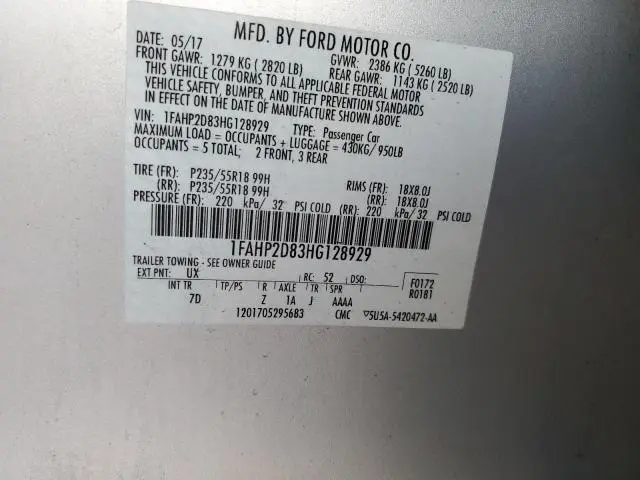 MFD. BY FORD MOTOR CO.
DATE: 05/17 GVWR: 2386 KG ( 5260 LB)
FRONT GAWR: 1279 KG ( 2820 LB) REAR GAWR: 1143 KG ( 2520 LB)
THIS VEHICLE CONFORMS TO ALL APPLICABLE FEDERAL MOTOR
VEHICLE SAFETY, BUMPER, AND THEFT PREVENTION STANDARDS
IN EFFECT ON THE DATE OF MANUFACTURE SHOWN ABOVE.
VIN: 1FAHP2D83HG128929 TYPE: Passenger Car
MAXIMUM LOAD = OCCUPANTS + LUGGAGE = 430KG/ 950LB
OCCUPANTS = 5 TOTAL; 2 FRONT, 3 REAR
TIRE (FR): P235/55R18 99H RIMS (FR): 18X8.0J
(RR): P235/55R18 99H (RR): 18X8.0J
PRESSURE (FR): 220 kPa/ 32 PSI COLD (RR): 220 kPa/ 32 PSI COLD
1FAHP2D83HG128929
TRAILER TOWING - SEE OWNER GUIDE
EXT PNT: UX RC: 52 DSO: F0172
INT TR TP/PS R AXLE TR SPR R0181
7D Z 1A J AAAA
1201705295683 CMC ▽5U5A-5420472-AA